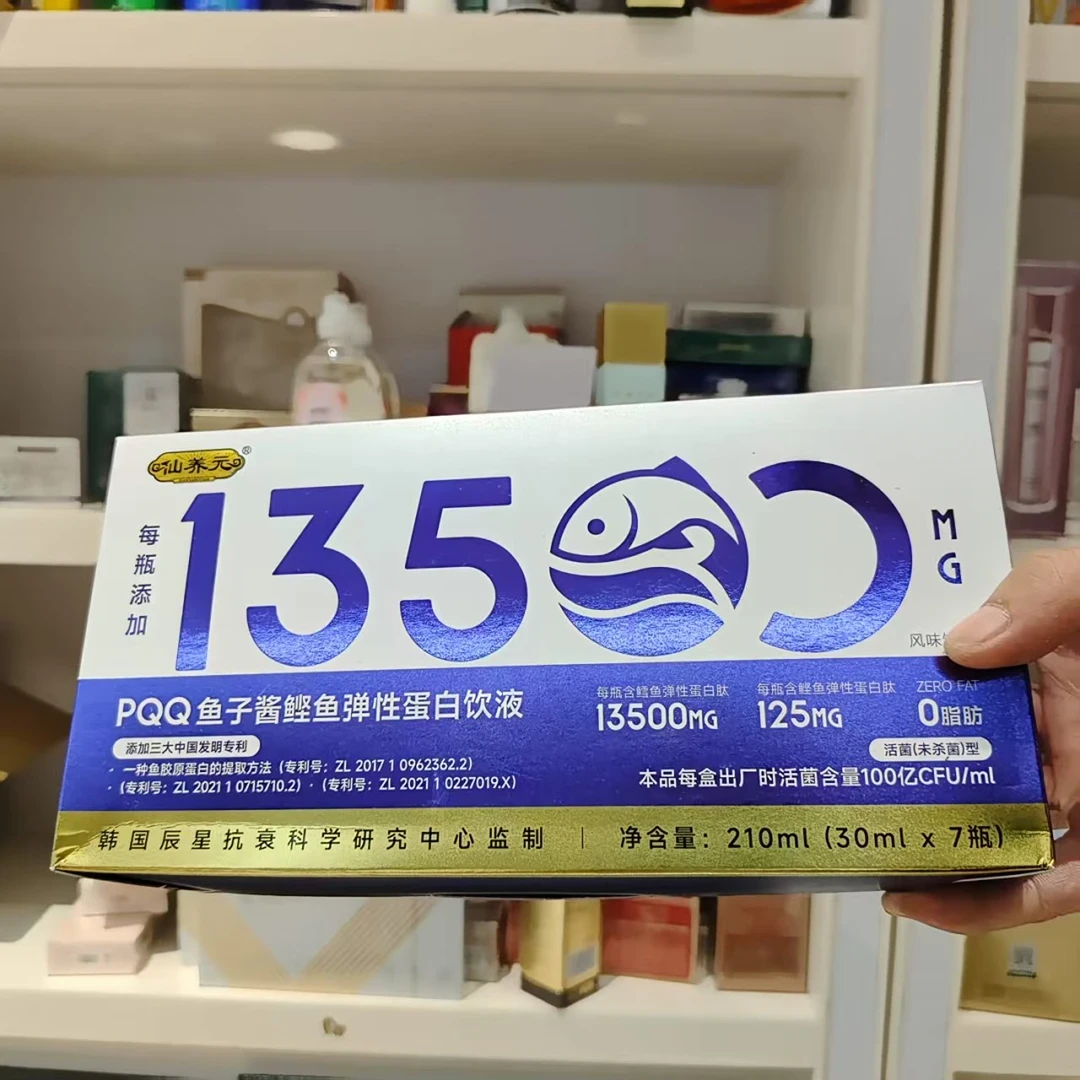 仙养元®
每瓶添加
13500
MG
风味
PQQ鱼子酱鲣鱼弹性蛋白饮液
添加三大中国发明专利
· 一种鱼胶原蛋白的提取方法（专利号：ZL 2017 1 0962362.2）
·（专利号：ZL 2021 1 0715710.2）·（专利号：ZL 2021 1 0227019.X）
每瓶含鳕鱼弹性蛋白肽
13500MG
每瓶含鲣鱼弹性蛋白肽
125MG
ZERO FAT
0脂肪
活菌(未杀菌)型
本品每盒出厂时活菌含量100亿CFU/ml
韩国辰星抗衰科学研究中心监制 | 净含量：210ml (30ml x 7瓶)